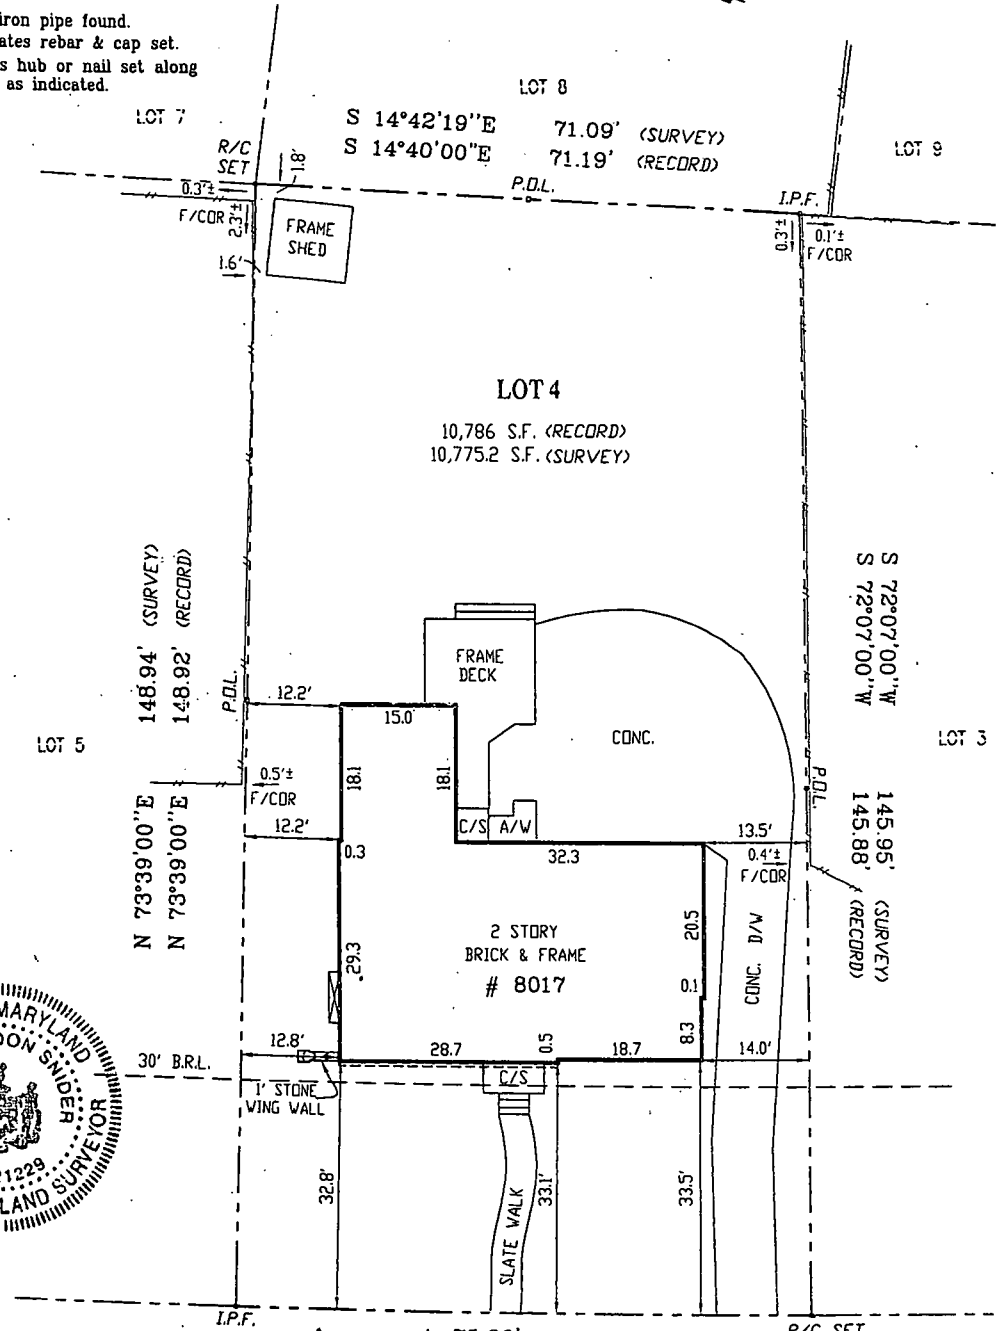 iron pipe found.
ates rebar & cap set.
s hub or nail set along
as indicated.
LOT 7
LOT 8
LOT 9
S 14°42'19"E 71.09' (SURVEY)
S 14°40'00"E 71.19' (RECORD)
R/C
SET
1.8'
P.O.L.
I.P.F.
0.3'±
F/COR
2.3'±
1.6'
FRAME
SHED
0.3'±
0.1'±
F/COR
LOT 4
10,786 S.F. (RECORD)
10,775.2 S.F. (SURVEY)
N 73°39'00"E 148.94' (SURVEY)
N 73°39'00"E 148.92' (RECORD)
S 72°07'00"W 145.95' (SURVEY)
S 72°07'00"W 145.88' (RECORD)
P.O.L.
P.O.L.
LOT 5
LOT 3
FRAME
DECK
CONC.
12.2'
15.0
18.1
18.1
0.5'±
F/COR
12.2'
C/S
A/W
13.5'
0.4'±
F/COR
0.3
32.3
29.3
2 STORY
BRICK & FRAME
# 8017
20.5
0.1
8.3
CONC. D/W
12.8'
28.7
0.5
18.7
14.0'
30' B.R.L.
C/S
1' STONE
WING WALL
32.8'
SLATE WALK
33.1'
33.5'
MARYLAND
DON SNIDER
21229
LAND SURVEYOR
I.P.F.
R/C SET